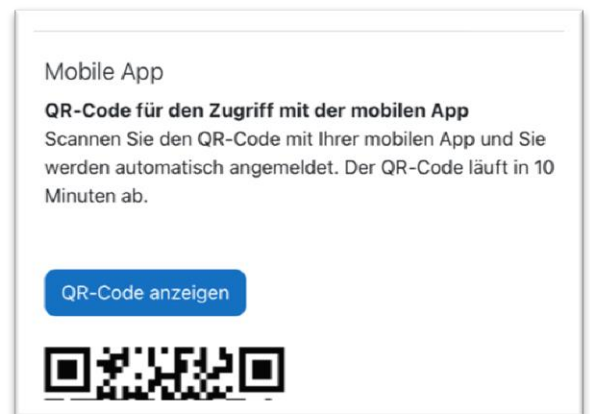 Mobile App
QR-Code für den Zugriff mit der mobilen App
Scannen Sie den QR-Code mit Ihrer mobilen App und Sie
werden automatisch angemeldet. Der QR-Code läuft in 10
Minuten ab.
QR-Code anzeigen